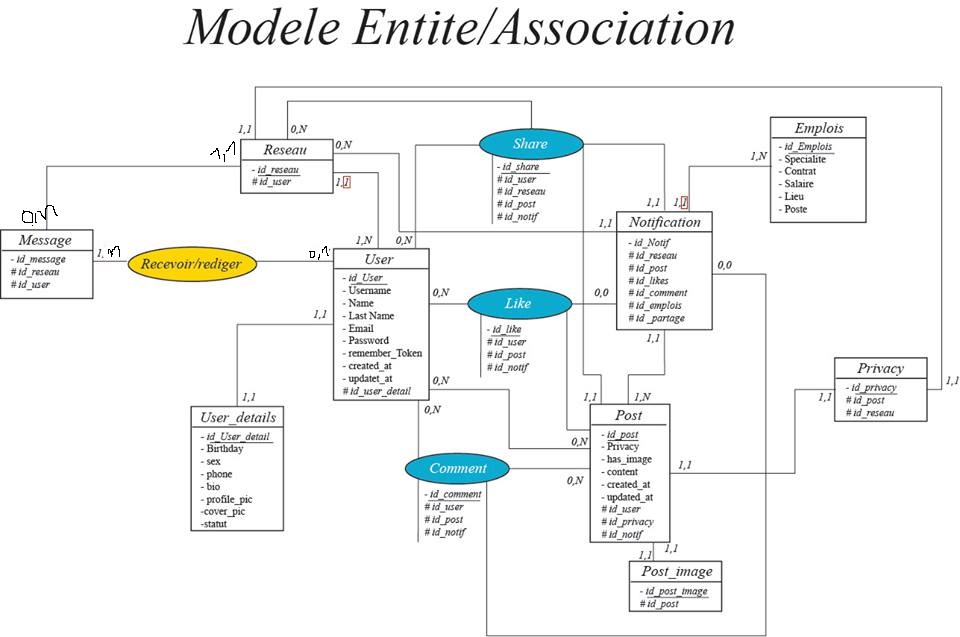 Modele Entite/Association
1,1
0,N
Reseau
- id_reseau
# id_user
1,1
0,N
1,1
Share
- id_share
# id_user
# id_reseau
# id_post
# id_notif
Emplois
- id_Emplois
- Specialite
- Contrat
- Salaire
- Lieu
- Poste
1,N
0,N
Message
- id_message
# id_reseau
# id_user
Recevoir/rediger
1,N
0,N
User
- id_User
- Username
- Name
- Last Name
- Email
- Password
- remember_Token
- created_at
- updatet_at
# id_user_detail
1,1
1,1
1,1
Notification
- id_Notif
# id_reseau
# id_post
# id_likes
# id_comment
# id_emplois
# id _partage
0,0
1,1
0,N
Like
0,0
- id_like
# id_user
# id_post
# id_notif
1,1
1,1
User_details
- id_User_detail
- Birthday
- sex
- phone
- bio
- profile_pic
-cover_pic
-statut
0,N
0,N
Comment
- id_comment
# id_user
# id_post
# id_notif
0,N
0,N
1,1
1,N
Post
- id_post
- Privacy
- has_image
- content
- created_at
- updated_at
# id_user
# id_privacy
# id_notif
1,1
Privacy
- id_privacy
# id_post
# id_reseau
1,1
1,1
1,1
1,1
Post_image
- id_post_image
# id_post